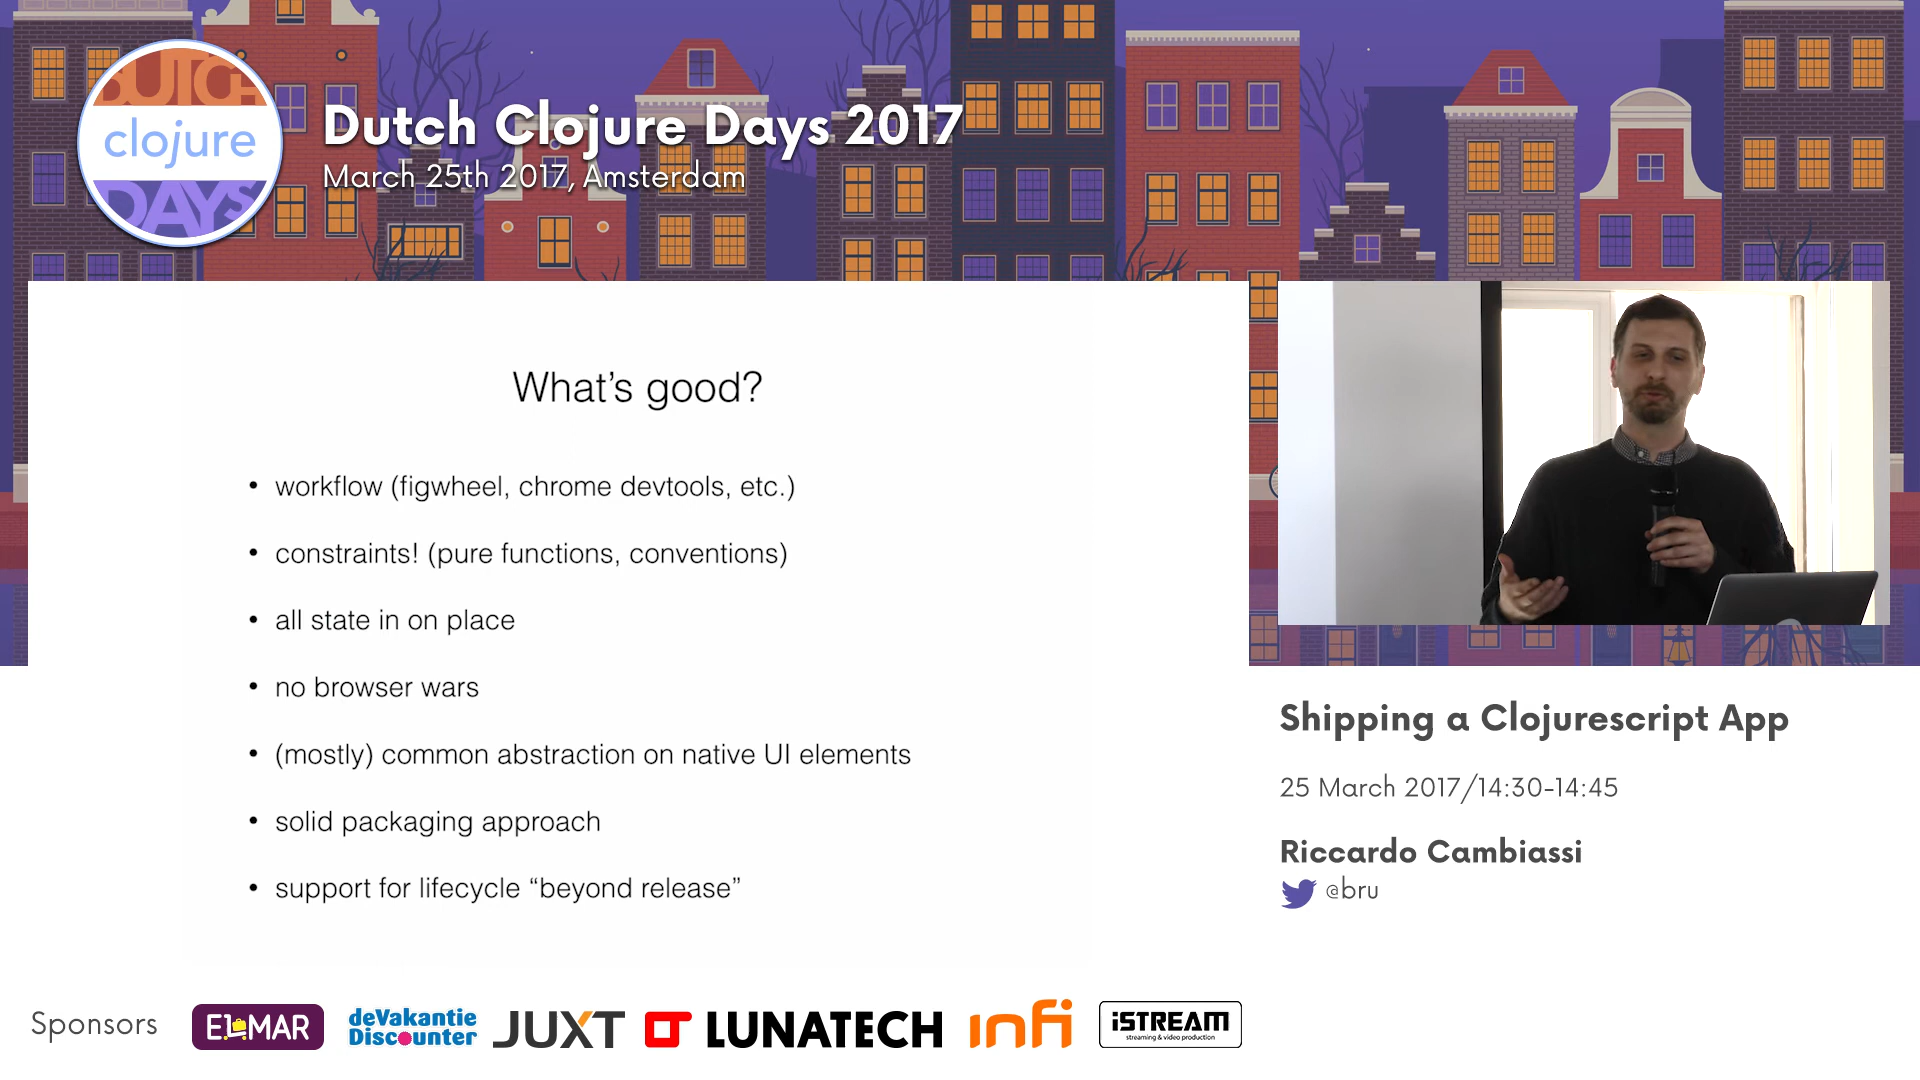 DUTCH
clojure
DAYS
Dutch Clojure Days 2017
March 25th 2017, Amsterdam
What's good?
• workflow (figwheel, chrome devtools, etc.)
• constraints! (pure functions, conventions)
• all state in on place
• no browser wars
• (mostly) common abstraction on native UI elements
• solid packaging approach
• support for lifecycle “beyond release”
Shipping a Clojurescript App
25 March 2017/14:30-14:45
Riccardo Cambiassi
@bru
Sponsors
ELMAR
deVakantie
Discounter
JUXT
LUNATECH
infi
iSTREAM
streaming & video production